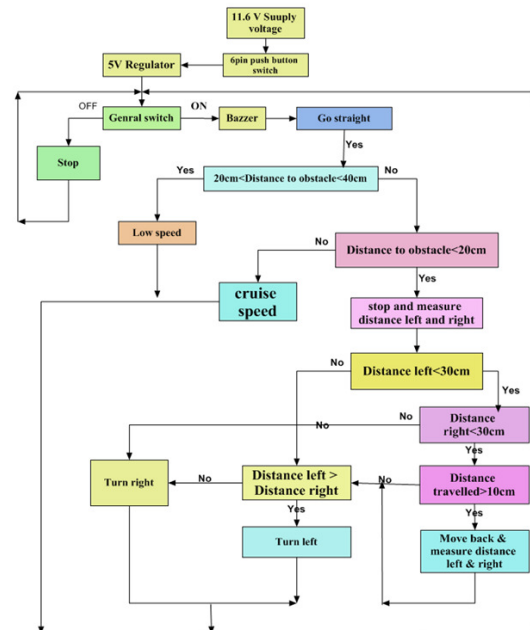 11.6 V Suuply
voltage
5V Regulator
6pin push button
switch
OFF
Genral switch
ON
Bazzer
Go straight
Yes
Stop
Yes
20cm<Distance to obstacle<40cm
No
Low speed
No
Distance to obstacle<20cm
Yes
cruise
speed
stop and measure
distance left and right
No
Distance left<30cm
Yes
No
No
Distance
right<30cm
Yes
Turn right
No
Distance left >
Distance right
No
Distance
travelled>10cm
Yes
Yes
Turn left
Move back &
measure distance
left & right